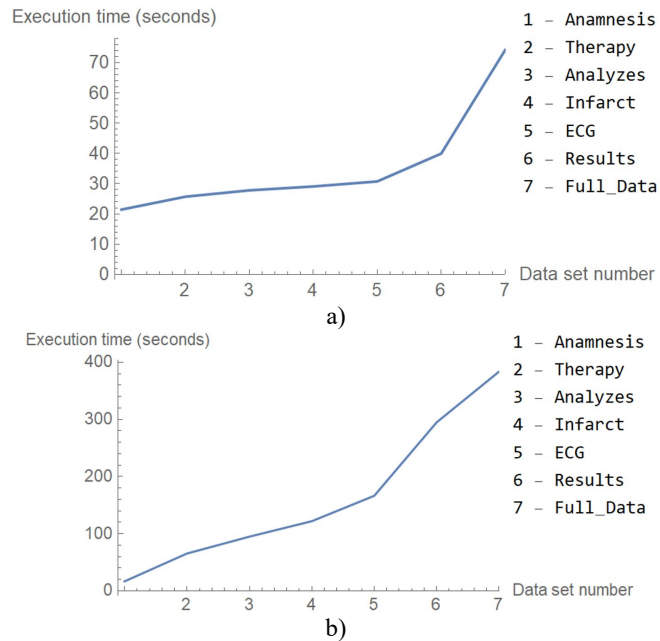 Execution time (seconds)
70
60
50
40
30
20
10
0
2 3 4 5 6 7
Data set number
1 – Anamnesis
2 – Therapy
3 – Analyzes
4 – Infarct
5 – ECG
6 – Results
7 – Full_Data
a)
Execution time (seconds)
400
300
200
100
0
2 3 4 5 6 7
Data set number
1 – Anamnesis
2 – Therapy
3 – Analyzes
4 – Infarct
5 – ECG
6 – Results
7 – Full_Data
b)